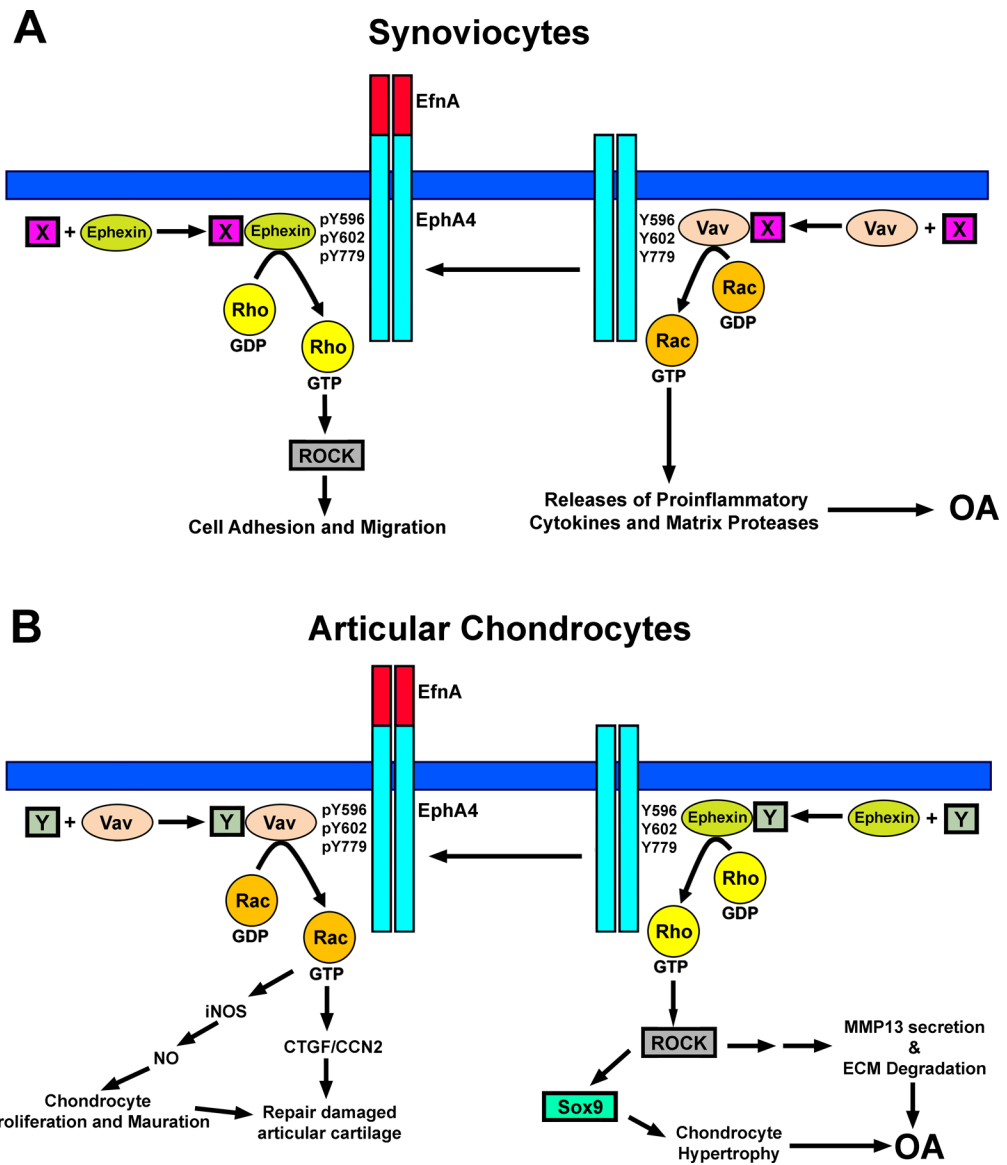 A
Synoviocytes
EfnA
EphA4
X + Ephexin
X Ephexin
pY596
pY602
pY779
Y596
Y602
Y779
Vav X
Vav + X
Rho
GDP
Rho
GTP
ROCK
Cell Adhesion and Migration
Rac
GDP
Rac
GTP
Releases of Proinflammatory
Cytokines and Matrix Proteases
OA
B
Articular Chondrocytes
EfnA
EphA4
Y + Vav
Y Vav
pY596
pY602
pY779
Y596
Y602
Y779
Ephexin Y
Ephexin + Y
Rac
GDP
Rac
GTP
iNOS
NO
Chondrocyte
roliferation and Mauration
CTGF/CCN2
Repair damaged
articular cartilage
Rho
GDP
Rho
GTP
ROCK
MMP13 secretion
&
ECM Degradation
Sox9
Chondrocyte
Hypertrophy
OA